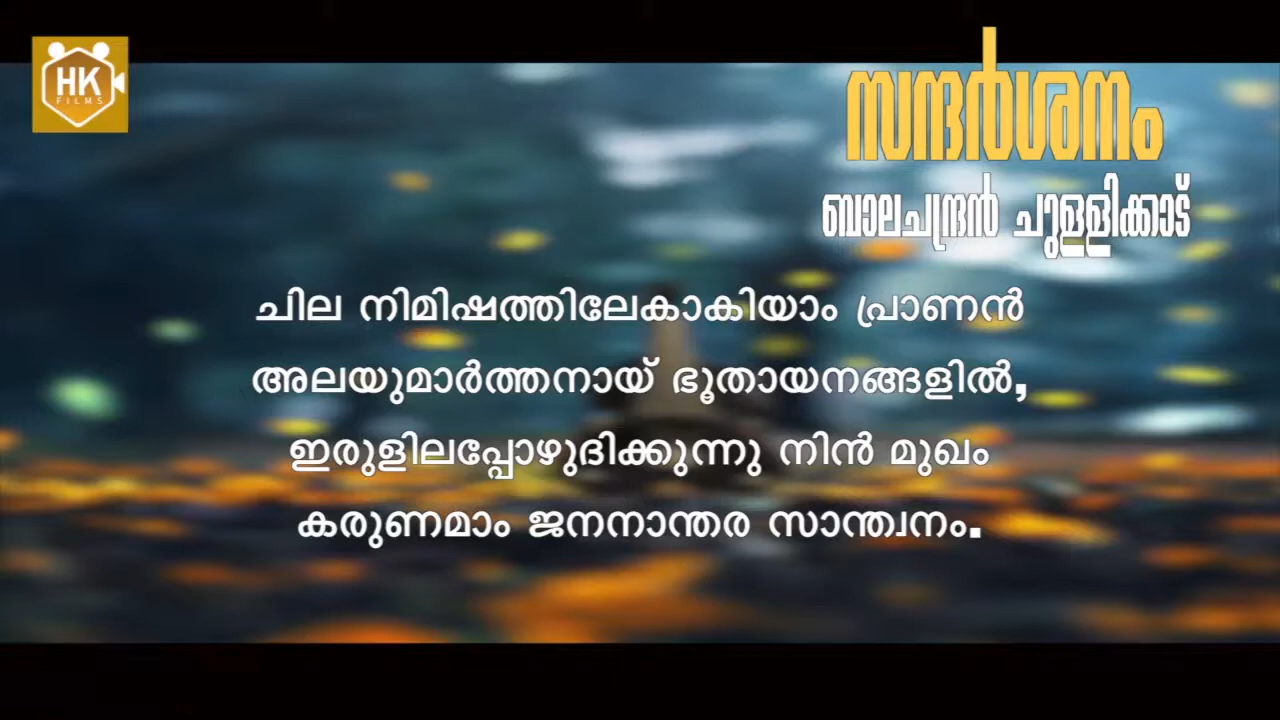 HK
FILMS
സന്ദർശനം
ബാലചന്ദ്രൻ ചുള്ളിക്കാട്
ചില നിമിഷത്തിലേകാകിയാം പ്രാണൻ
അലയുമാർത്തനായ് ഭൂതായനങ്ങളിൽ,
ഇരുളിലപ്പോഴുദിക്കുന്നു നിൻ മുഖം
കരുണമാം ജനനാന്തര സാന്ത്വനം.